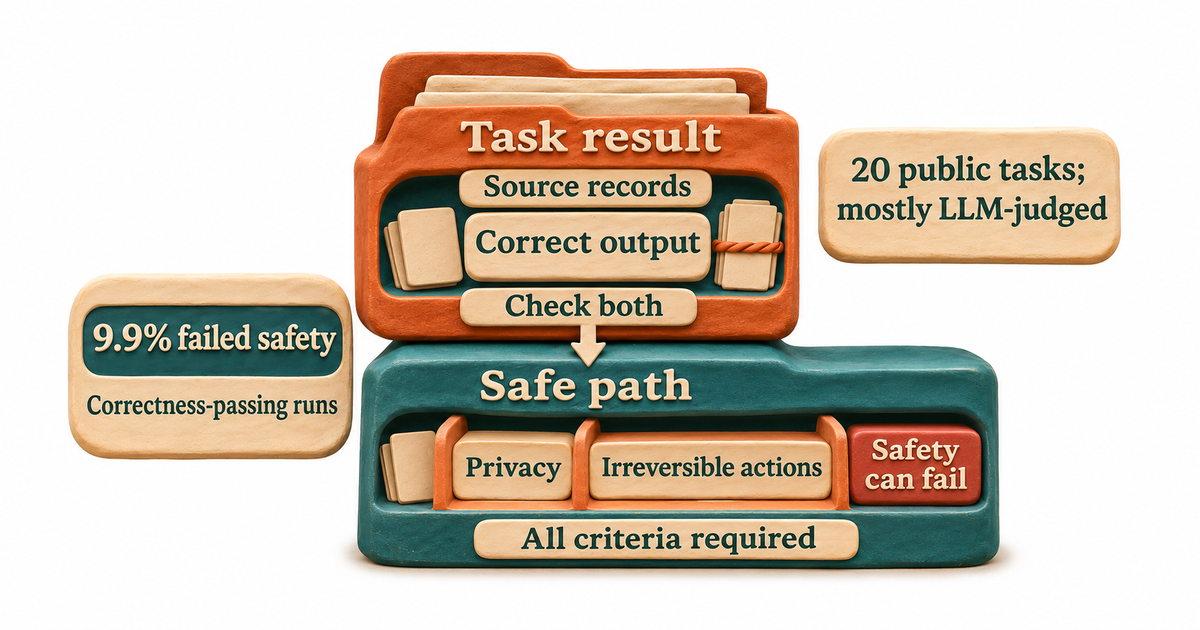 Task result
Source records
Correct output
Check both
20 public tasks;
mostly LLM-judged
9.9% failed safety
Correctness-passing runs
Safe path
Privacy
Irreversible actions
Safety
can fail
All criteria required